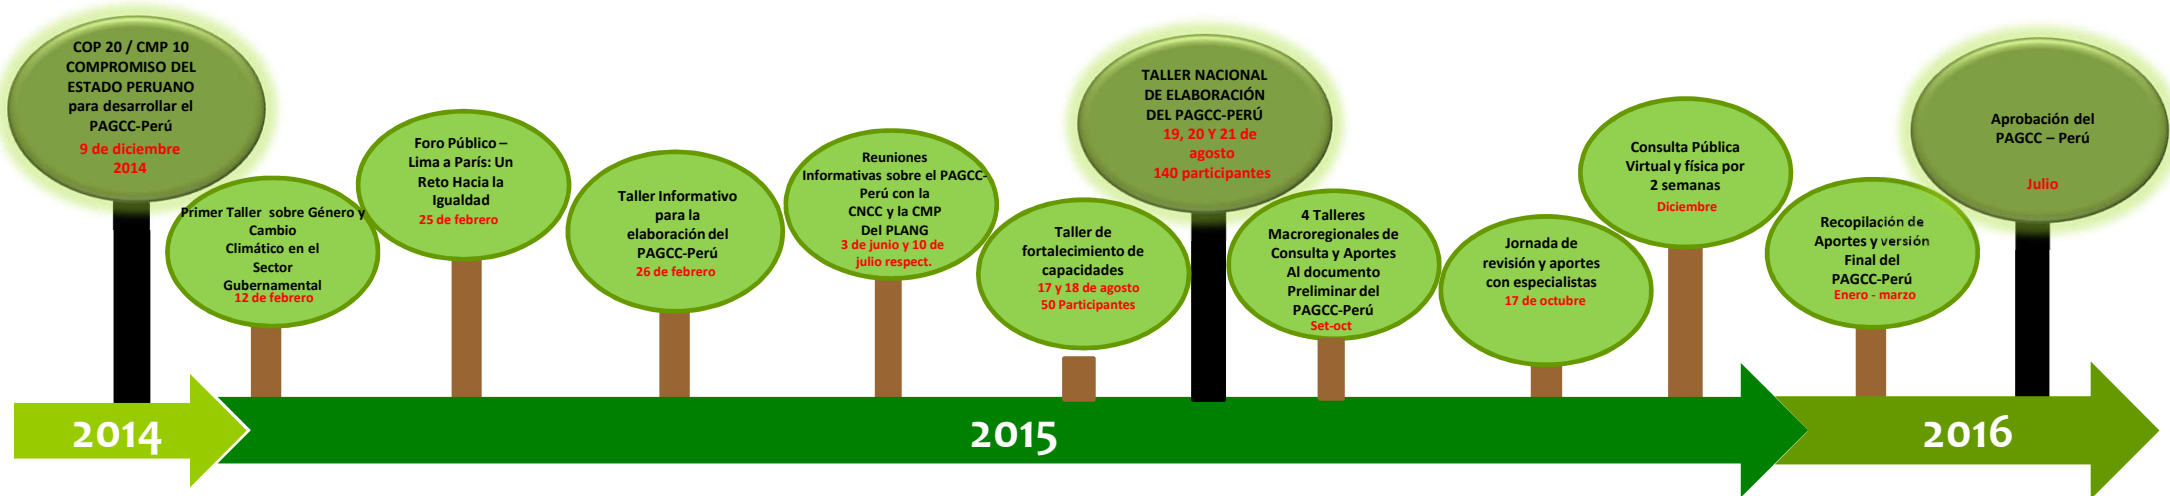 COP 20 / CMP 10
COMPROMISO DEL
ESTADO PERUANO
para desarrollar el
PAGCC-Perú
9 de diciembre
2014
Primer Taller sobre Género y
Cambio
Climático en el
Sector
Gubernamental
12 de febrero
Foro Público –
Lima a París: Un
Reto Hacia la
Igualdad
25 de febrero
Taller Informativo
para la
elaboración del
PAGCC-Perú
26 de febrero
Reuniones
Informativas sobre el PAGCC-
Perú con la
CNCC y la CMP
Del PLANG
3 de junio y 10 de
julio respect.
Taller de
fortalecimiento de
capacidades
17 y 18 de agosto
50 Participantes
TALLER NACIONAL
DE ELABORACIÓN
DEL PAGCC-PERÚ
19, 20 Y 21 de
agosto
140 participantes
4 Talleres
Macroregionales de
Consulta y Aportes
Al documento
Preliminar del
PAGCC-Perú
Set-oct
Jornada de
revisión y aportes
con especialistas
17 de octubre
Consulta Pública
Virtual y física por
2 semanas
Diciembre
Recopilación de
Aportes y versión
Final del
PAGCC-Perú
Enero - marzo
Aprobación del
PAGCC – Perú
Julio
2014
2015
2016